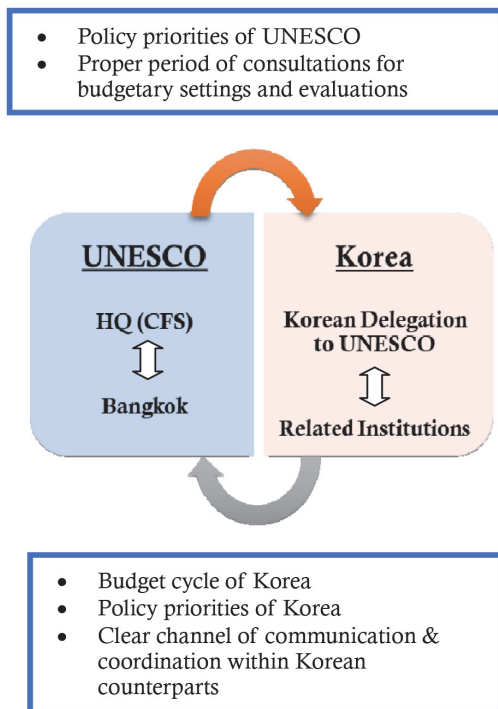 • Policy priorities of UNESCO
• Proper period of consultations for
budgetary settings and evaluations
UNESCO
HQ (CFS)
Bangkok
Korea
Korean Delegation
to UNESCO
Related Institutions
• Budget cycle of Korea
• Policy priorities of Korea
• Clear channel of communication &
coordination within Korean
counterparts